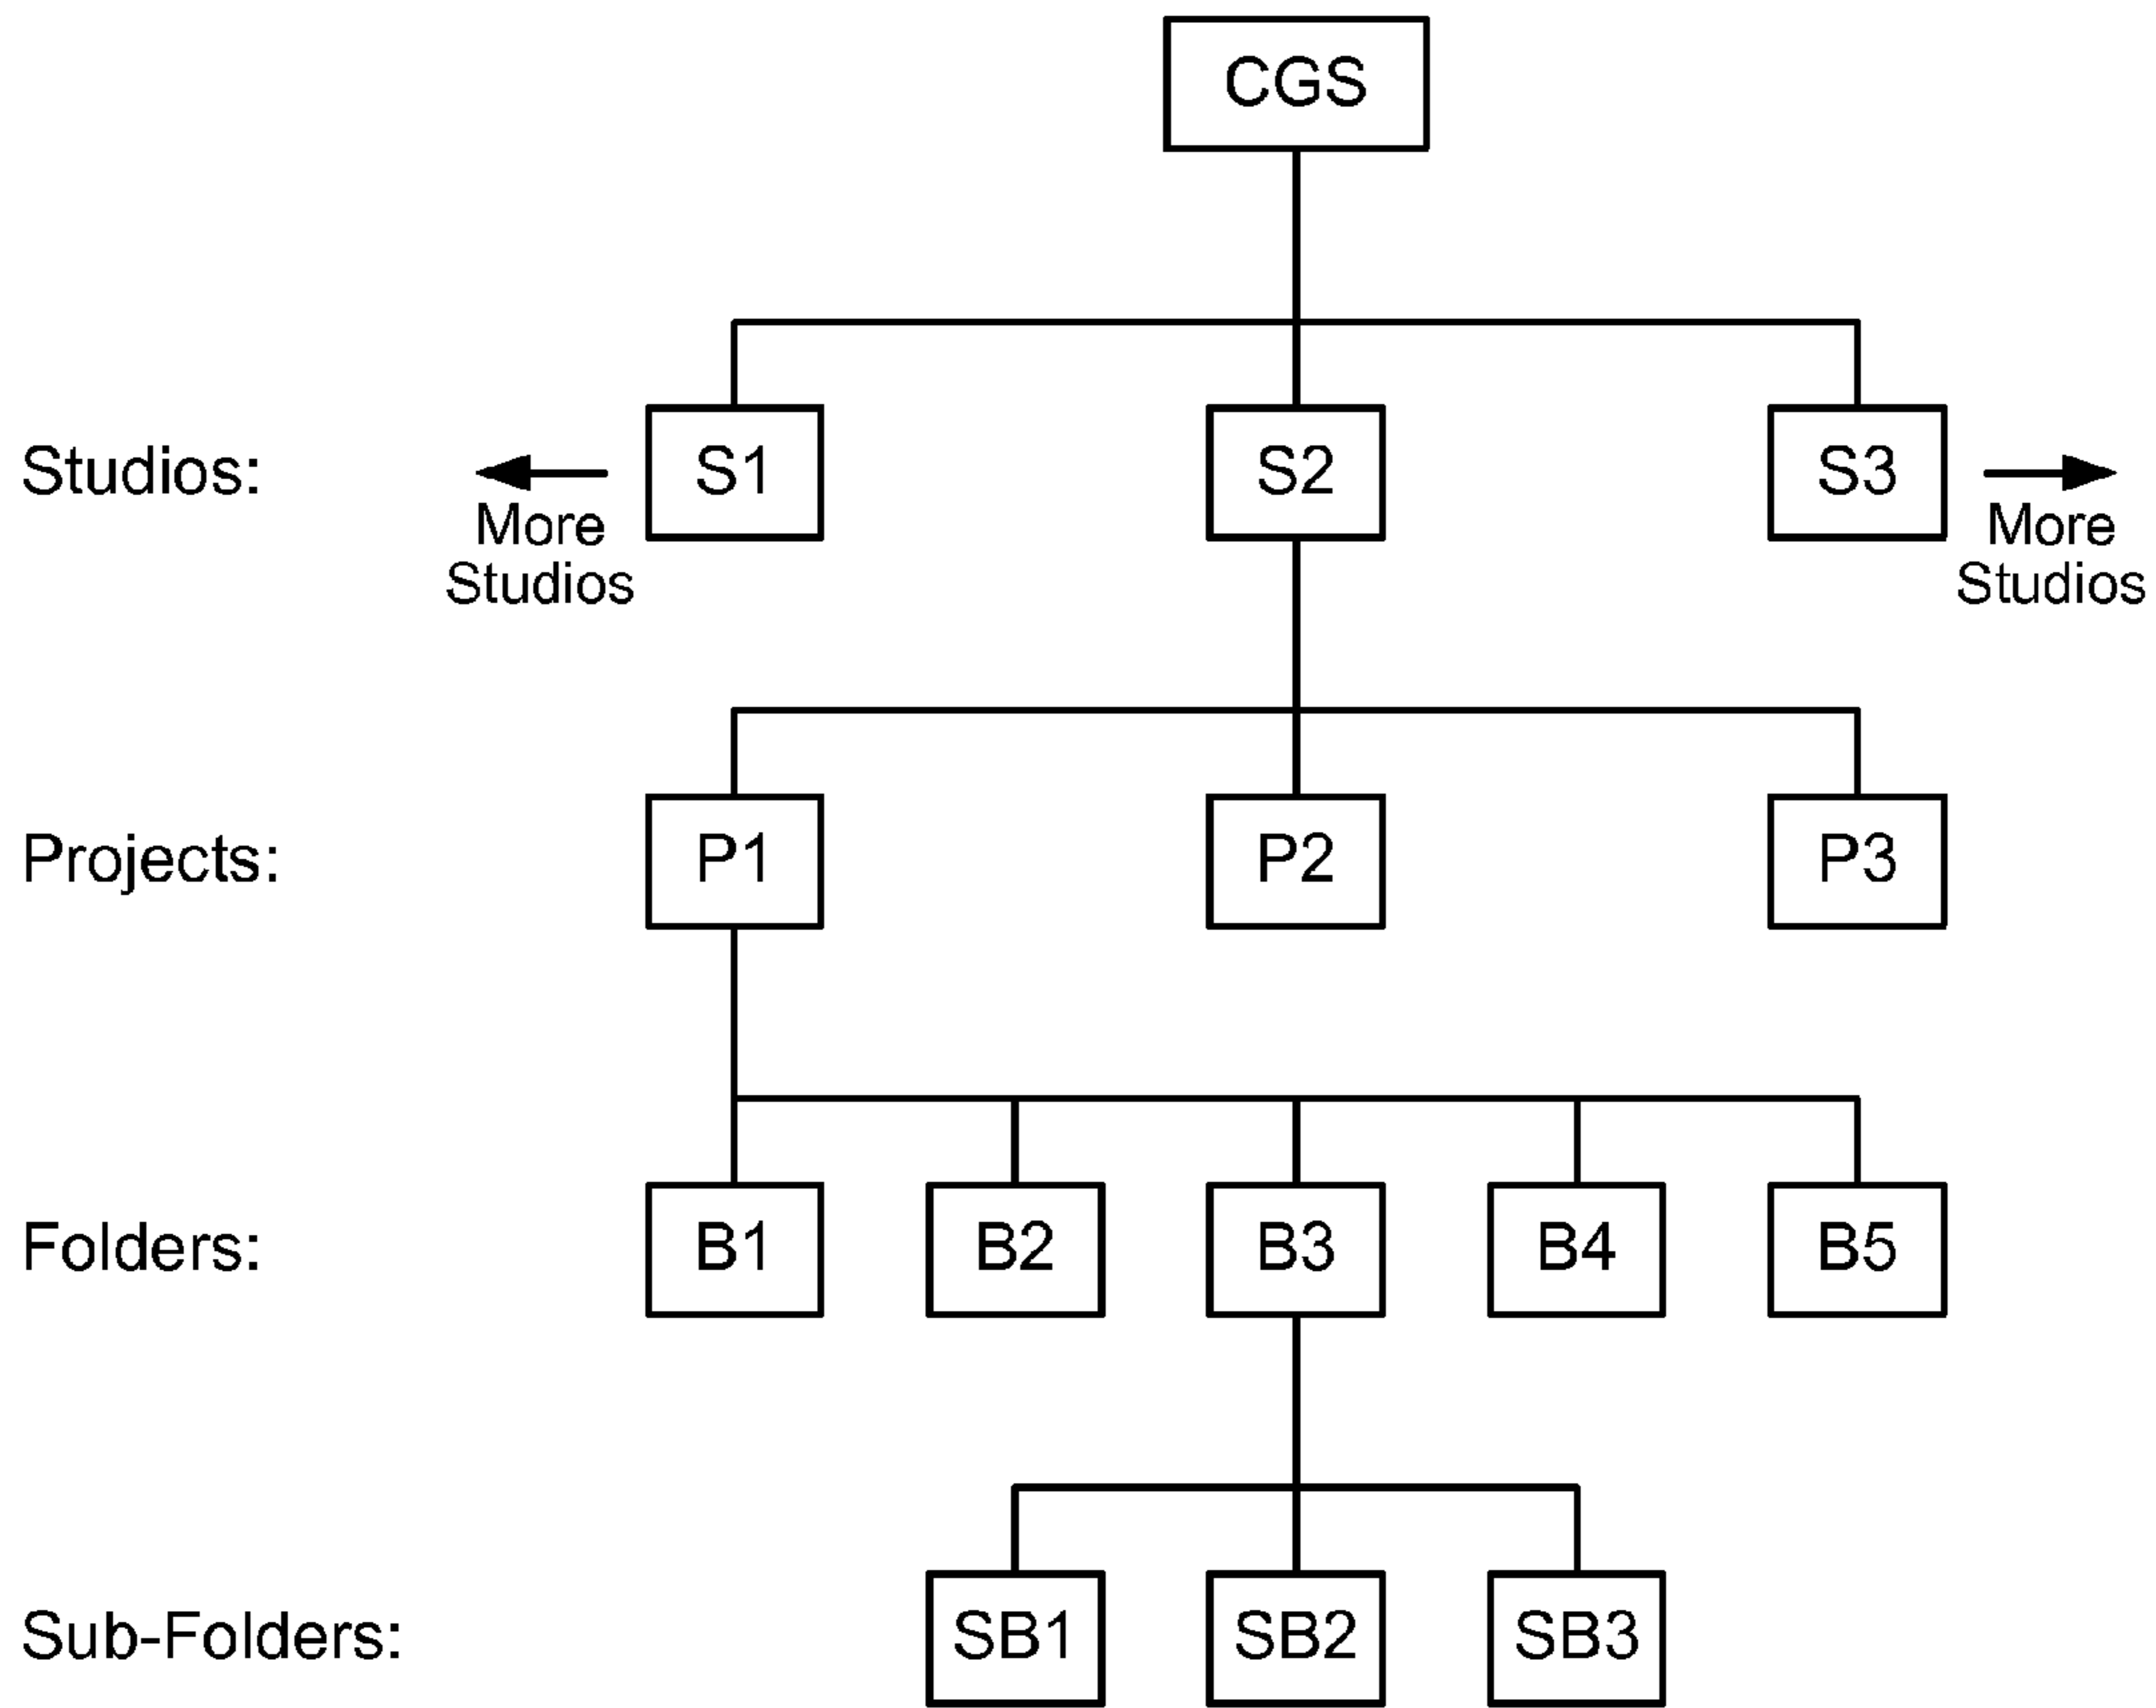 CGS
Studios:
S1
S2
S3
More
Studios
More
Studios
Projects:
P1
P2
P3
Folders:
B1
B2
B3
B4
B5
Sub-Folders:
SB1
SB2
SB3